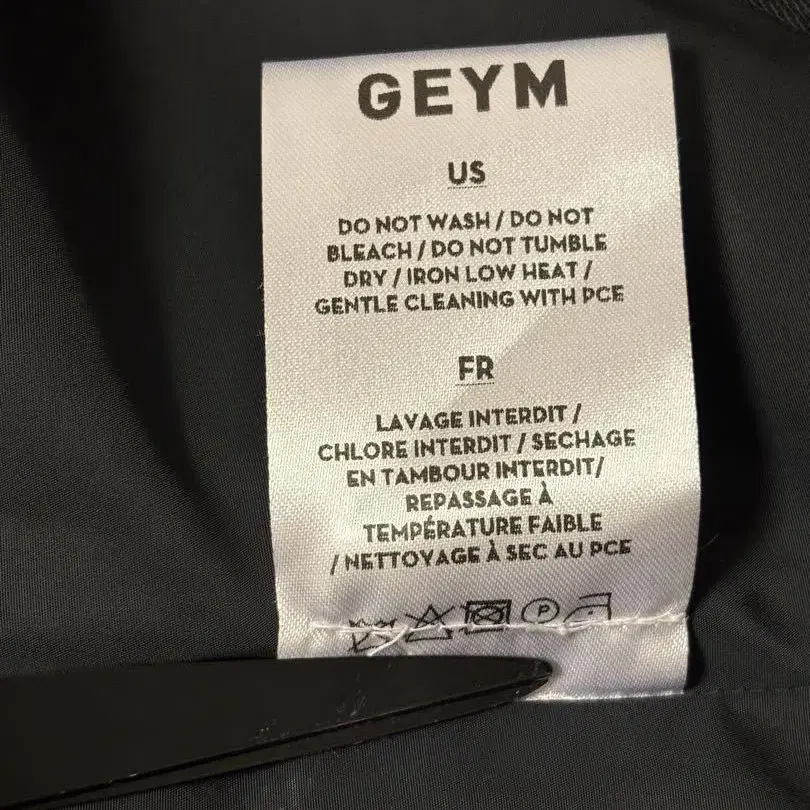 GEYM
US
DO NOT WASH / DO NOT
BLEACH / DO NOT TUMBLE
DRY / IRON LOW HEAT /
GENTLE CLEANING WITH PCE
FR
LAVAGE INTERDIT /
CHLORE INTERDIT / SECHAGE
EN TAMBOUR INTERDIT/
REPASSAGE À
TEMPÉRATURE FAIBLE
/ NETTOYAGE À SEC AU PCE
P